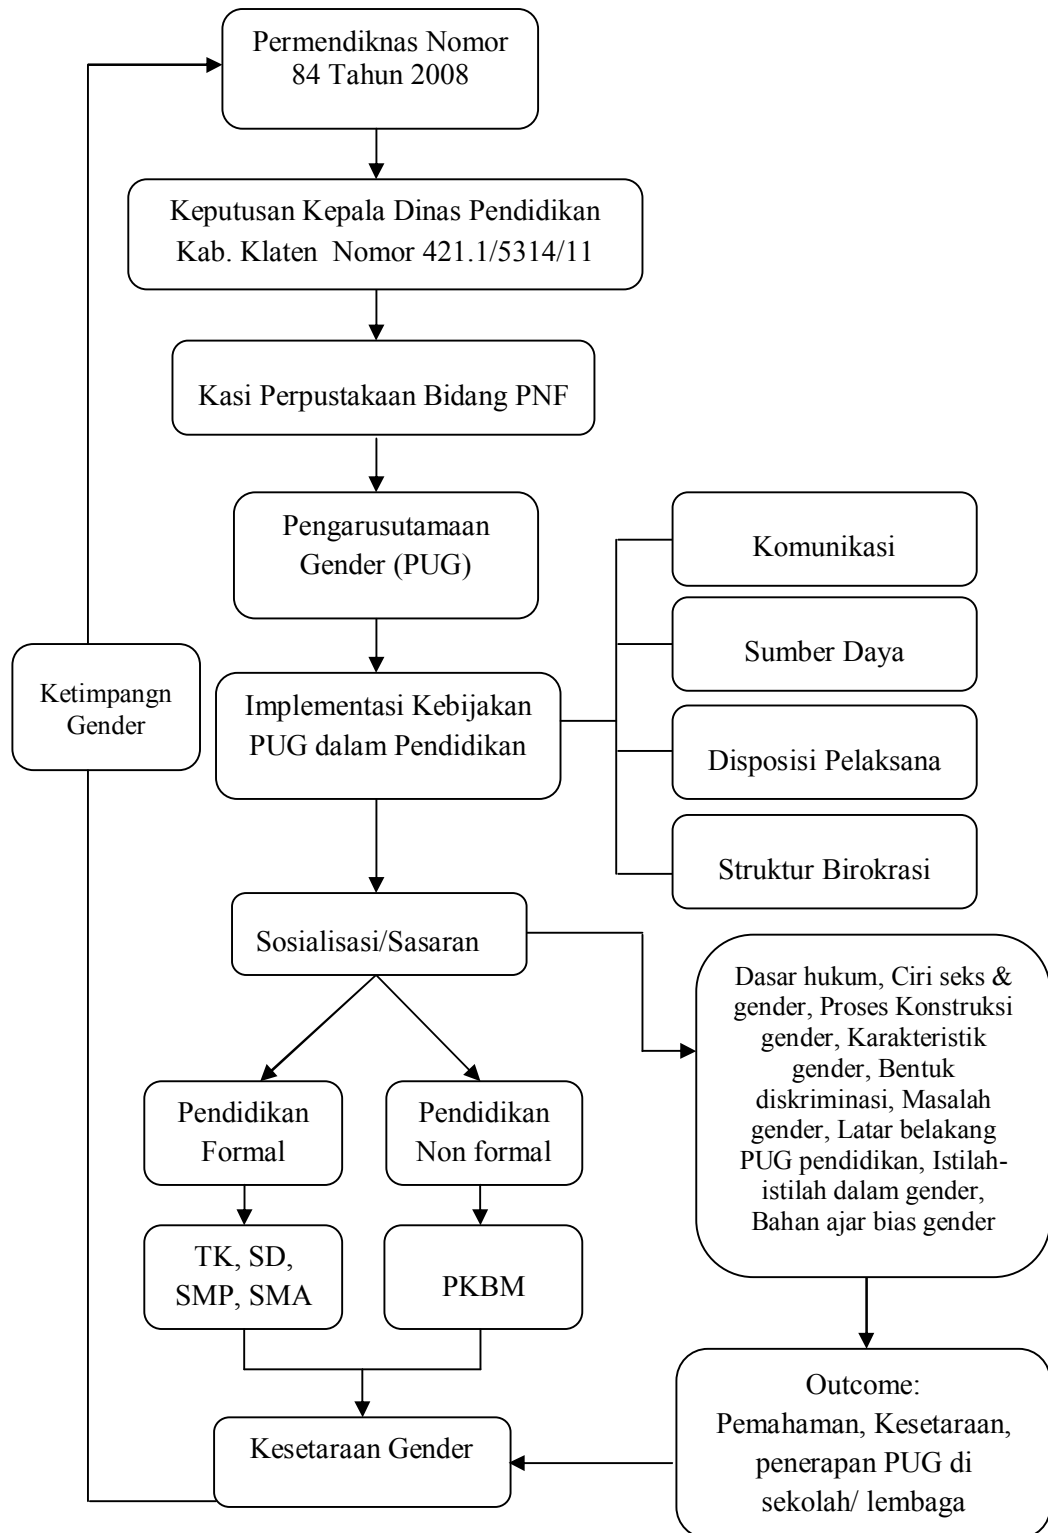 Permendiknas Nomor
84 Tahun 2008
Keputusan Kepala Dinas Pendidikan
Kab. Klaten Nomor 421.1/5314/11
Kasi Perpustakaan Bidang PNF
Pengarusutamaan
Gender (PUG)
Komunikasi
Sumber Daya
Ketimpangn
Gender
Implementasi Kebijakan
PUG dalam Pendidikan
Disposisi Pelaksana
Struktur Birokrasi
Sosialisasi/Sasaran
Dasar hukum, Ciri seks &
gender, Proses Konstruksi
gender, Karakteristik
gender, Bentuk
diskriminasi, Masalah
gender, Latar belakang
PUG pendidikan, Istilah-
istilah dalam gender,
Bahan ajar bias gender
Pendidikan
Formal
Pendidikan
Non formal
TK, SD,
SMP, SMA
PKBM
Outcome:
Pemahaman, Kesetaraan,
penerapan PUG di
sekolah/ lembaga
Kesetaraan Gender